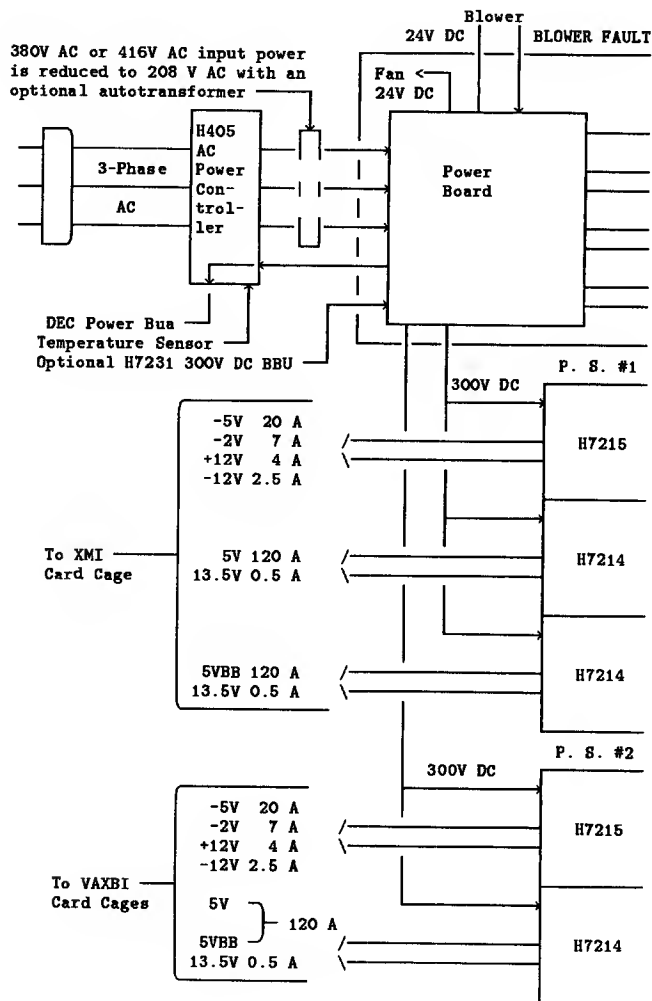 Blower
24V DC
BLOWER FAULT
380V AC or 416V AC input power
is reduced to 208 V AC with an
optional autotransformer
Fan <
24V DC
H405
AC
Power
Con-
trol-
ler
3-Phase
AC
Power
Board
DEC Power Bua
Temperature Sensor
Optional H7231 300V DC BBU
P. S. #1
300V DC
-5V 20 A
-2V 7 A
+12V 4 A
-12V 2.5 A
H7215
To XMI
Card Cage
5V 120 A
13.5V 0.5 A
H7214
5VBB 120 A
13.5V 0.5 A
H7214
P. S. #2
300V DC
-5V 20 A
-2V 7 A
+12V 4 A
-12V 2.5 A
H7215
To VAXBI
Card Cages
5V
120 A
5VBB
13.5V 0.5 A
H7214